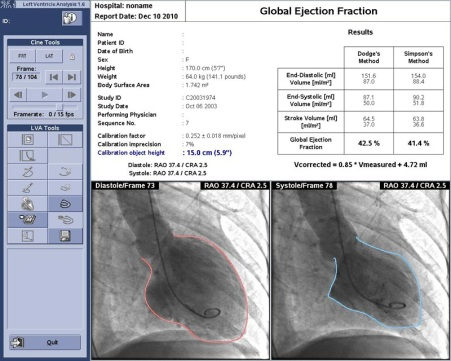 Left Ventricle Analysis 1.0
ID:
Cine Tools
FRT
LAT
Frame:
73 / 104
Framerate: 0 / 15 fps
LVA Tools
Quit
Hospital: noname
Report Date: Dec 10 2010
Global Ejection Fraction
Name :
Patient ID :
Date of Birth :
Sex : F
Height : 170.0 cm (5'7")
Weight : 64.0 kg (141.1 pounds)
Body Surface Area : 1.742 m²
Study ID : C20031974
Study Date : Oct 06 2003
Performing Physician :
Sequence No. : 7
Calibration factor : 0.252 ± 0.018 mm/pixel
Calibration imprecision : 7%
Calibration object height : 15.0 cm (5.9")
Diastole: RAO 37.4 / CRA 2.5
Systole: RAO 37.4 / CRA 2.5
Results
Dodge's Method
Simpson's Method
End-Diastolic [ml] 151.6 154.0
Volume [ml/m²] 87.0 88.4
End-Systolic [ml] 87.1 90.2
Volume [ml/m²] 50.0 51.8
Stroke Volume [ml] 64.5 63.8
[ml/m²] 37.0 36.6
Global Ejection Fraction 42.5 % 41.4 %
Vcorrected = 0.85 * Vmeasured + 4.72 ml
Diastole/Frame 73 RAO 37.4 / CRA 2.5
Systole/Frame 78 RAO 37.4 / CRA 2.5